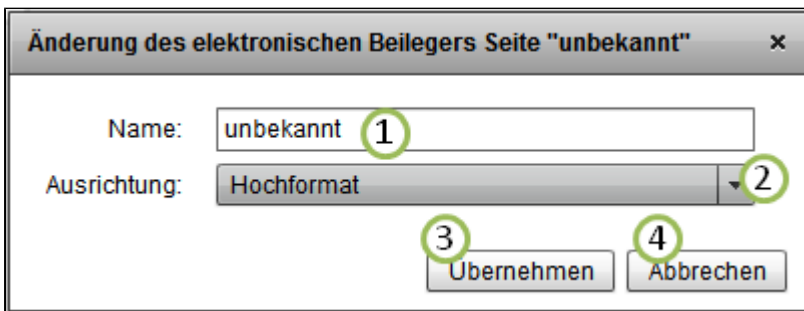 Änderung des elektronischen Beilegers Seite "unbekannt" ×
Name: unbekannt 1
Ausrichtung: Hochformat 2
3 4
Übernehmen Abbrechen